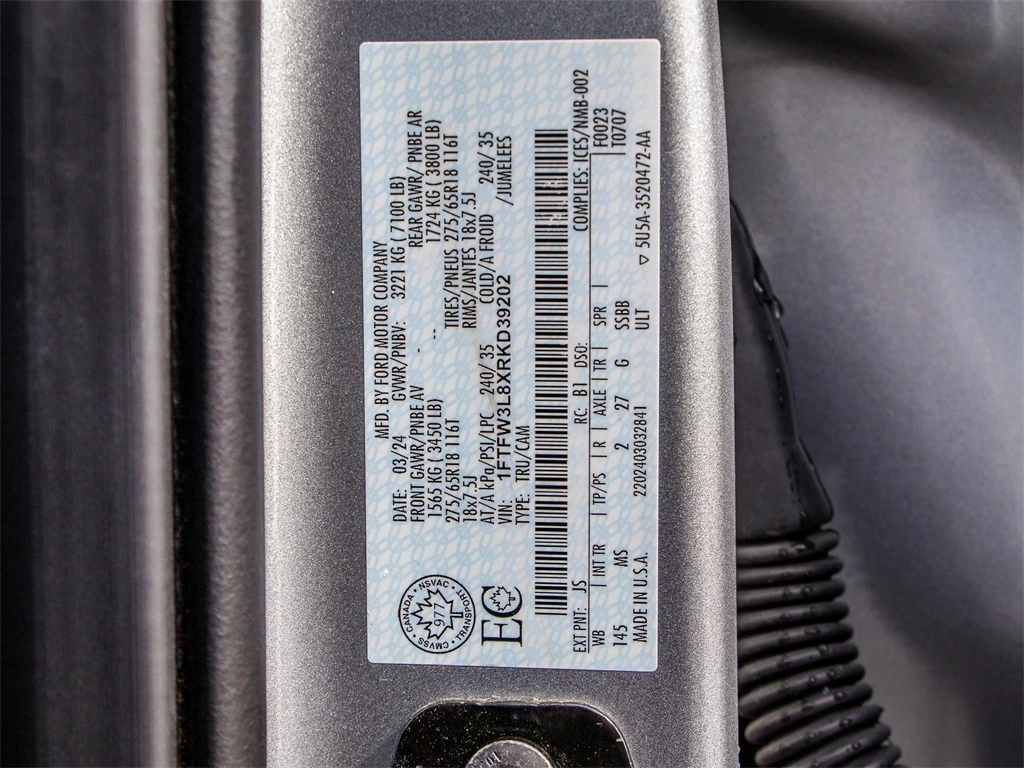 MFD. BY FORD MOTOR COMPANY
DATE: 03/24 GVWR/PNBV: 3221 KG ( 7100 LB)
FRONT GAWR/PNBE AV REAR GAWR/ PNBE AR
1565 KG ( 3450 LB) - -- 1724 KG ( 3800 LB)
275/65R18 116T TIRES/PNEUS 275/65R18 116T
18x7.5J RIMS/JANTES 18x7.5J
AT/A kPa/PSI/LPC 240/ 35 COLD/A FROID 240/ 35
VIN: 1FTFW3L8XRKD39202 /JUMELEES
TYPE: TRU/CAM
CANADA • NSVAC • TRANSPORT • CMVSS •
977
EC
COMPLIES: ICES/NMB-002
EXT PNT: JS RC: B1 DSO: F0023
WB INT TR TP/PS R AXLE TR SPR T0707
145 MS 2 27 G SSBB
ULT
MADE IN U.S.A. 2202403032841 ▽ 5U5A-3520472-AA